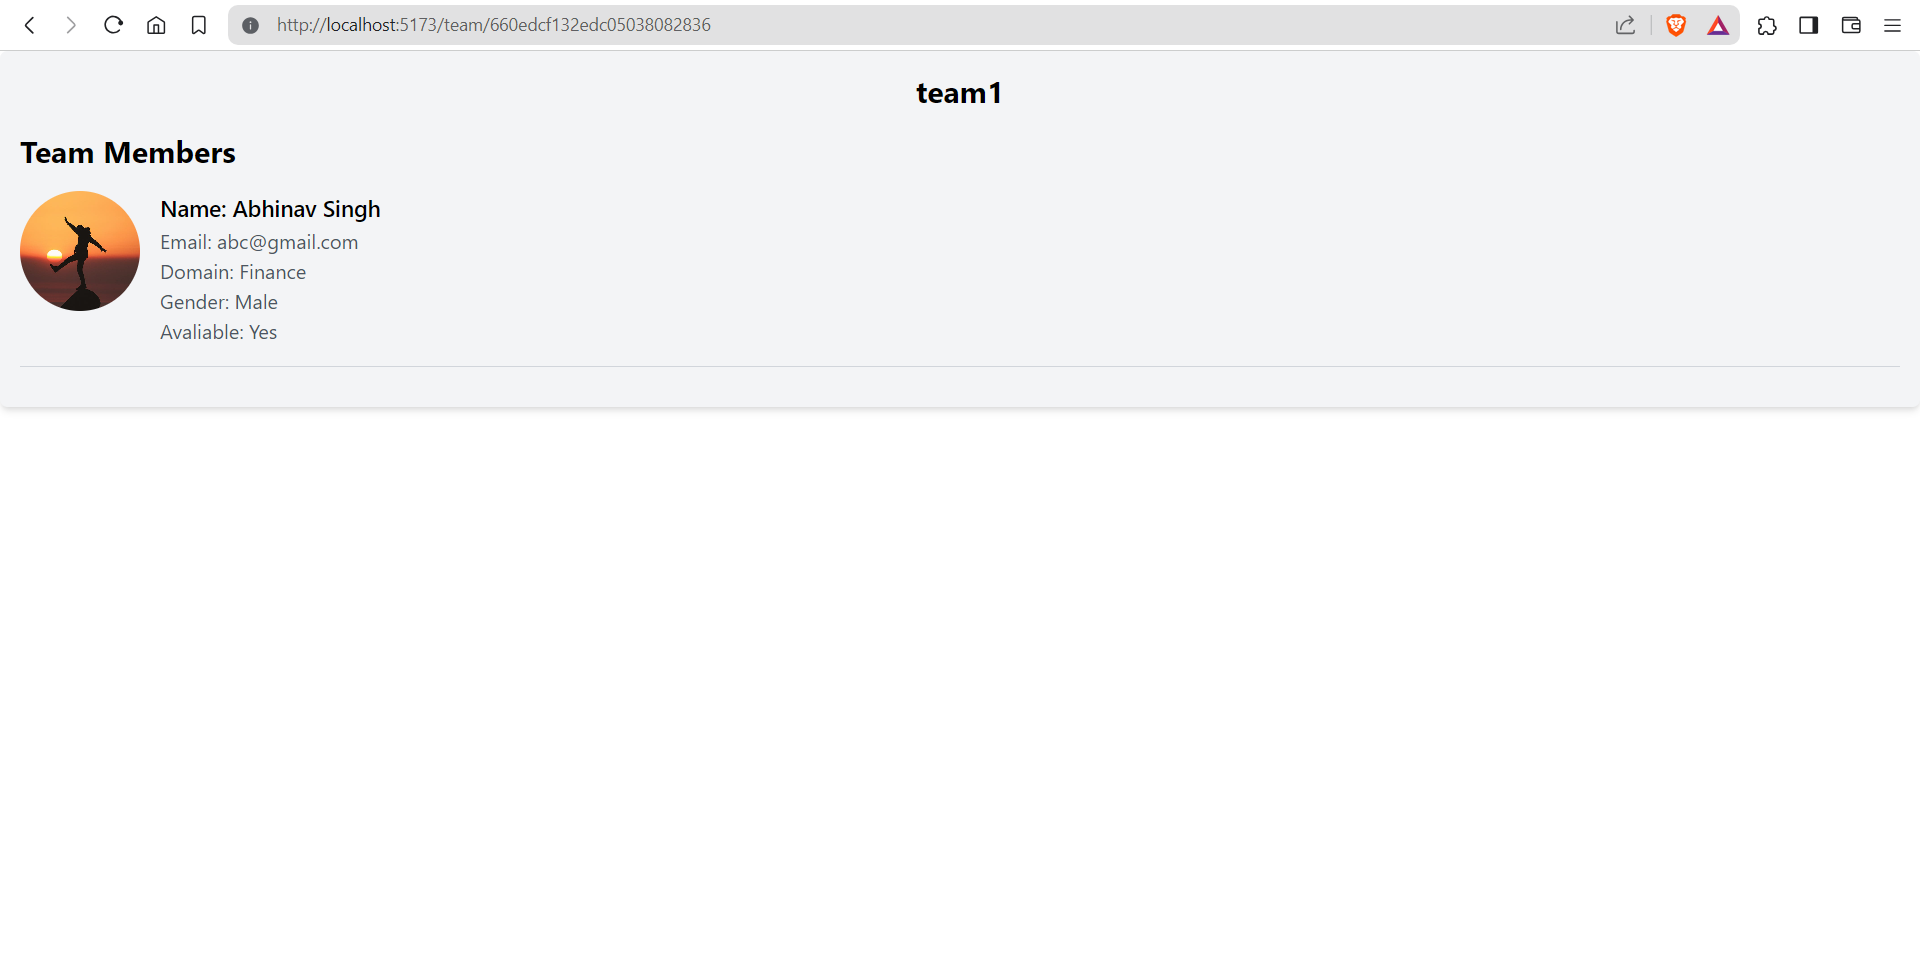 http://localhost:5173/team/660edcf132edc05038082836
team1
Team Members
Name: Abhinav Singh
Email: abc@gmail.com
Domain: Finance
Gender: Male
Avaliable: Yes